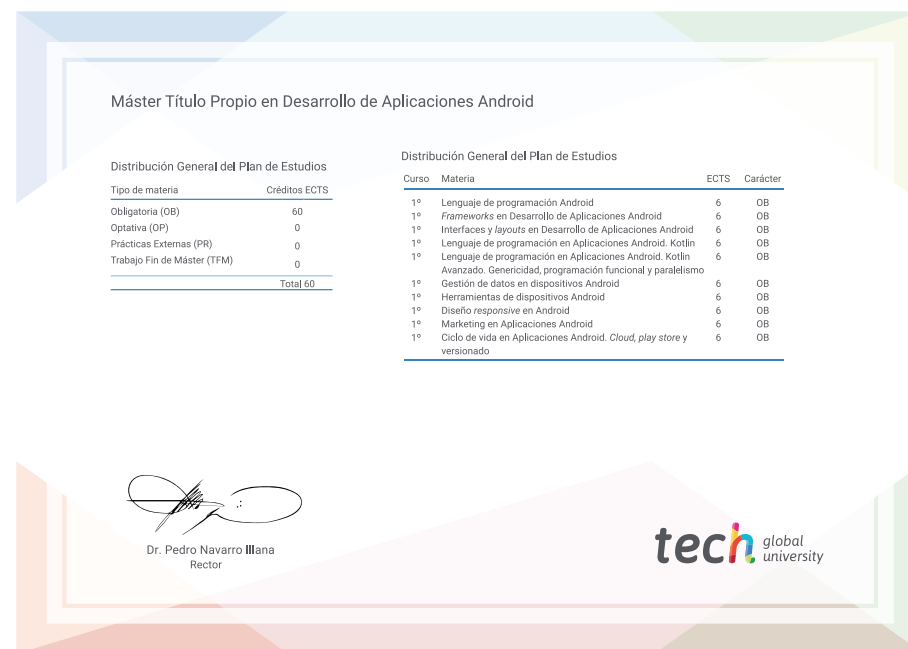 Máster Título Propio en Desarrollo de Aplicaciones Android
Distribución General del Plan de Estudios
Tipo de materia Créditos ECTS
Obligatoria (OB) 60
Optativa (OP) 0
Prácticas Externas (PR) 0
Trabajo Fin de Máster (TFM) 0
Total 60
Distribución General del Plan de Estudios
Curso Materia ECTS Carácter
1º Lenguaje de programación Android 6 OB
1º Frameworks en Desarrollo de Aplicaciones Android 6 OB
1º Interfaces y layouts en Desarrollo de Aplicaciones Android 6 OB
1º Lenguaje de programación en Aplicaciones Android. Kotlin 6 OB
1º Lenguaje de programación en Aplicaciones Android. Kotlin 6 OB
Avanzado. Genericidad, programación funcional y paralelismo
1º Gestión de datos en dispositivos Android 6 OB
1º Herramientas de dispositivos Android 6 OB
1º Diseño responsive en Android 6 OB
1º Marketing en Aplicaciones Android 6 OB
1º Ciclo de vida en Aplicaciones Android. Cloud, play store y 6 OB
versionado
Dr. Pedro Navarro Illana
Rector
tech global
university